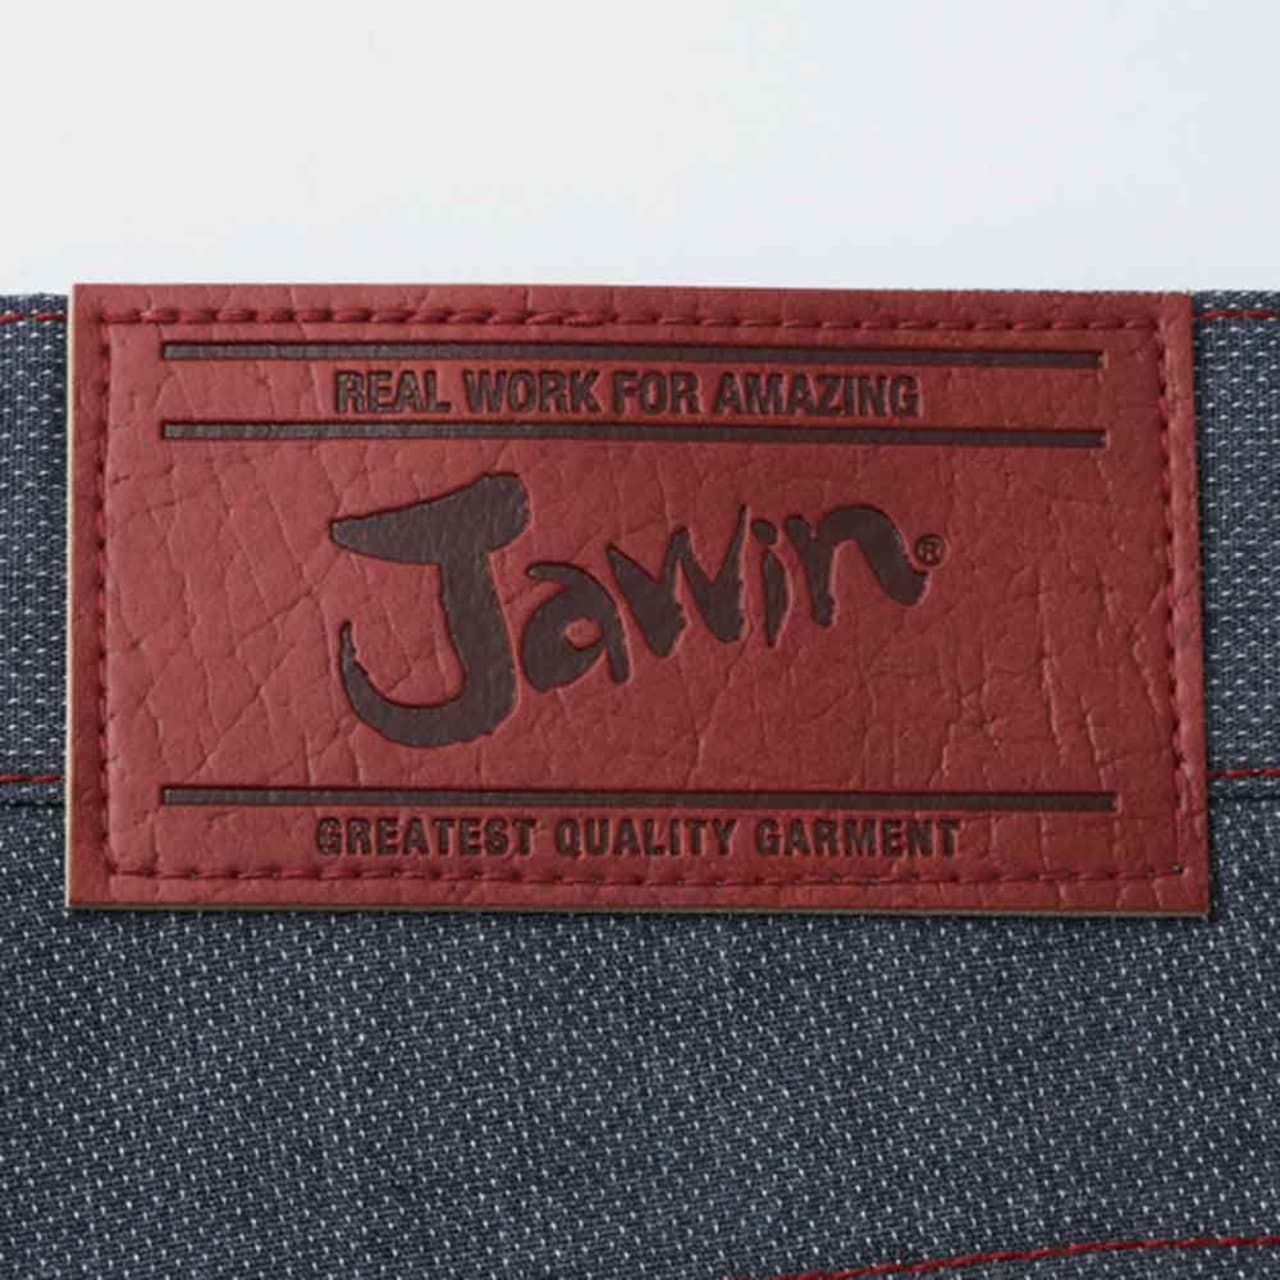 REAL WORK FOR AMAZING
Jawin®
GREATEST QUALITY GARMENT